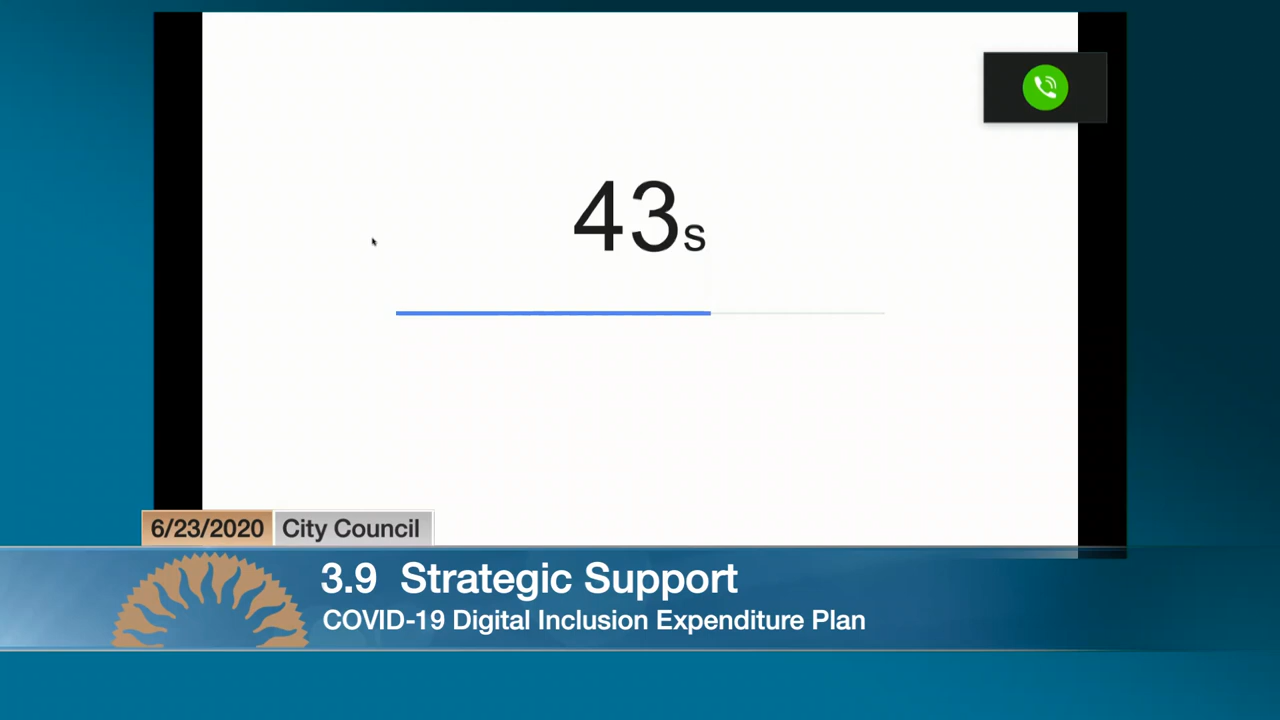 43s
6/23/2020 City Council
3.9 Strategic Support
COVID-19 Digital Inclusion Expenditure Plan